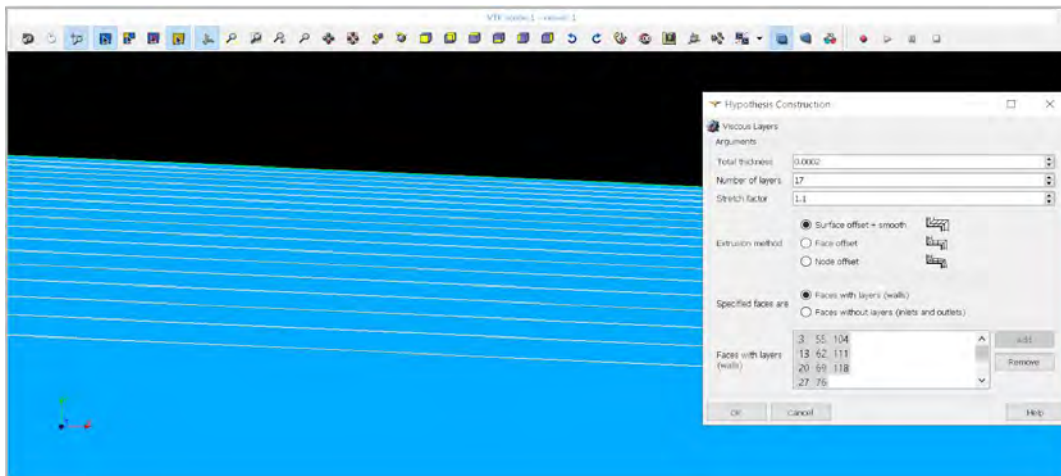 VTK scene:1 - viewer:1
Hypothesis Construction
Viscous Layers
Arguments
Total thickness 0.0002
Number of layers 17
Stretch factor 1.1
Extrusion method
Surface offset + smooth
Face offset
Node offset
Specified faces are
Faces with layers (walls)
Faces without layers (inlets and outlets)
Faces with layers
(walls)
3 55 104
13 62 111
20 69 118
27 76
Add
Remove
OK Cancel Help